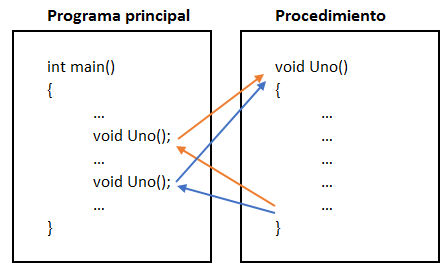 Programa principal
int main()
{
...
void Uno();
...
void Uno();
...
}
Procedimiento
void Uno()
{
...
...
...
...
...
}